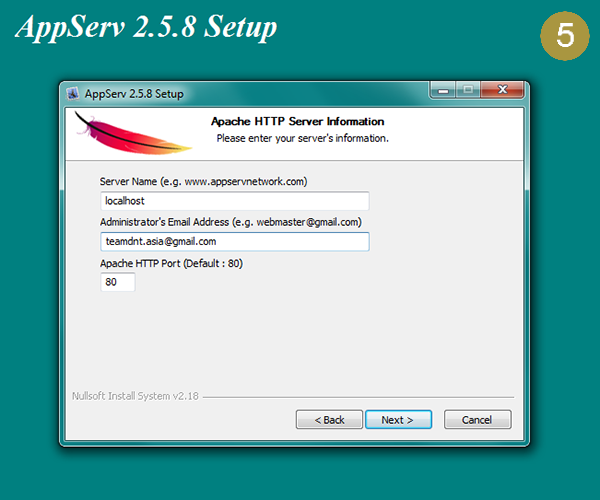 AppServ 2.5.8 Setup
5
AppServ 2.5.8 Setup
Apache HTTP Server Information
Please enter your server's information.
Server Name (e.g. www.appservnetwork.com)
localhost
Administrator's Email Address (e.g. webmaster@gmail.com)
teamdnt.asia@gmail.com
Apache HTTP Port (Default : 80)
80
Nullsoft Install System v2.18
< Back Next > Cancel